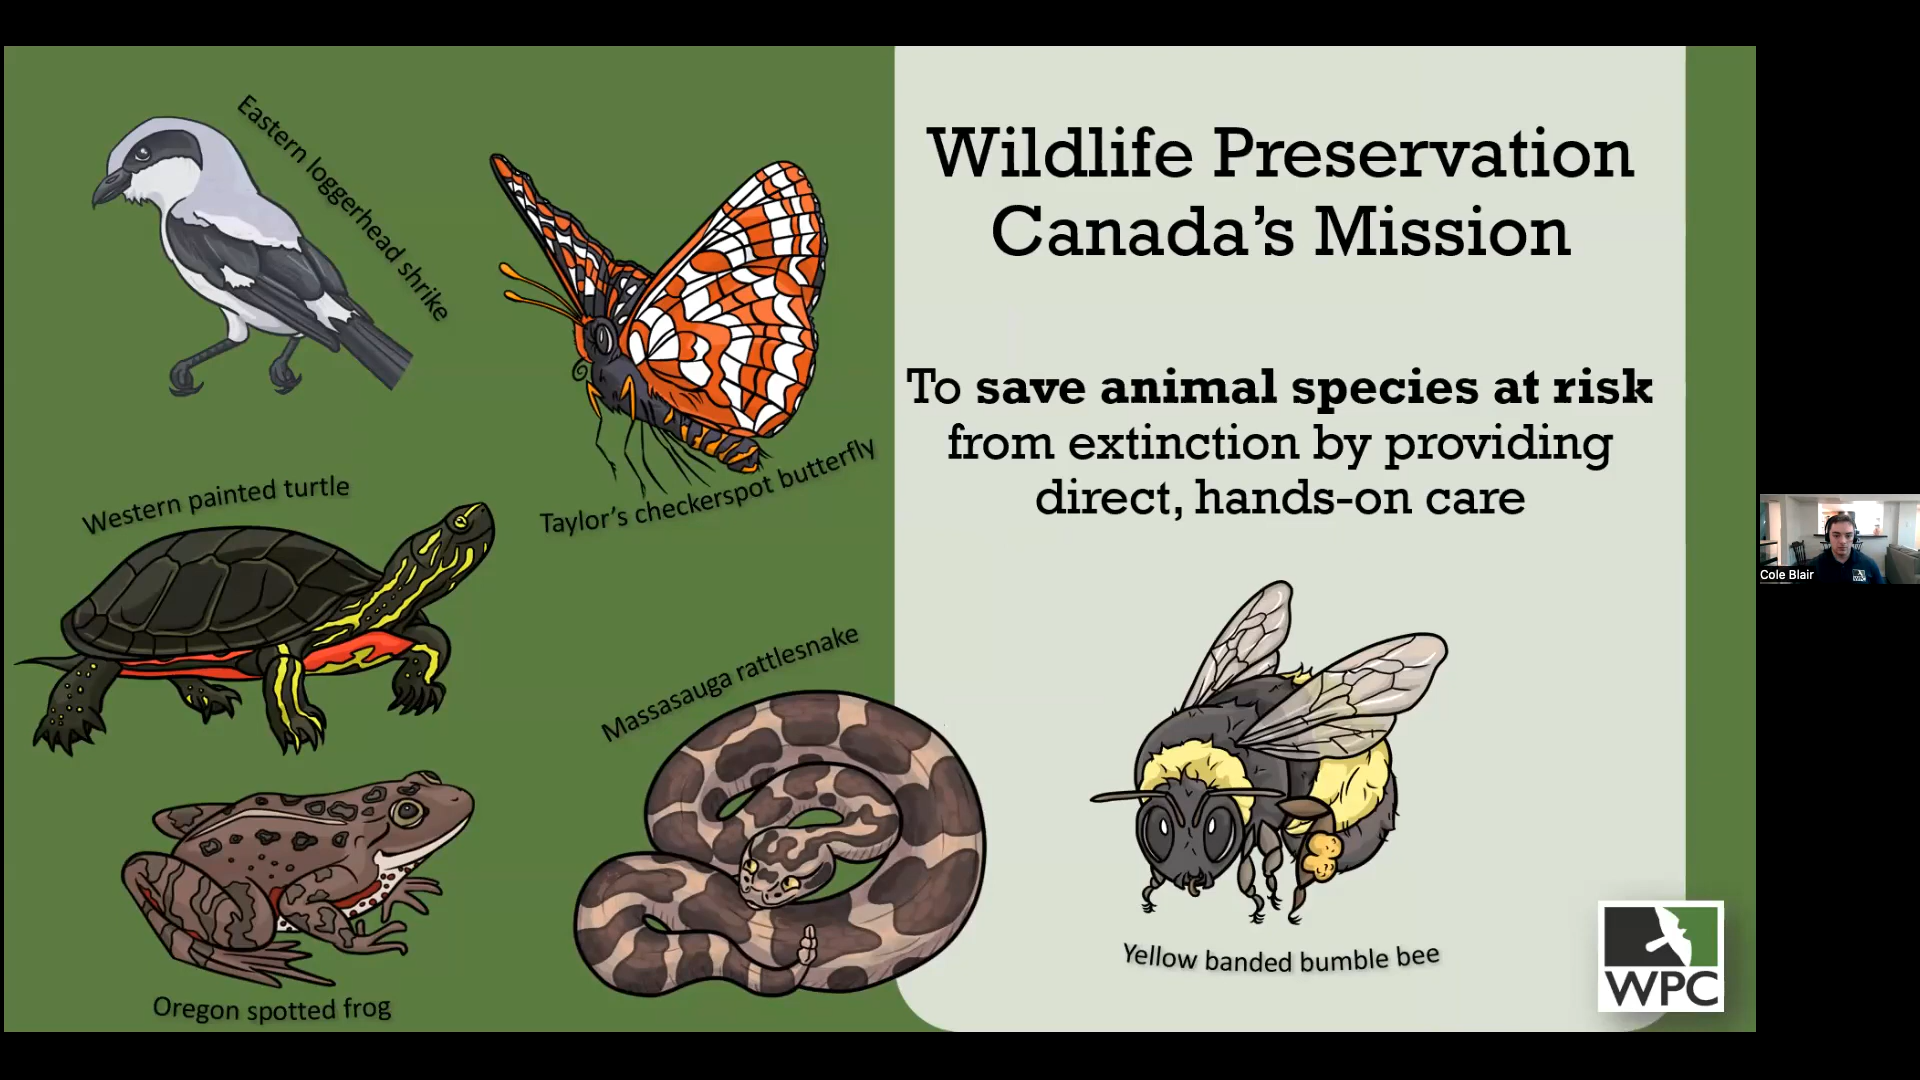 Eastern loggerhead shrike
Taylor's checkerspot butterfly
Western painted turtle
Massasauga rattlesnake
Oregon spotted frog
Wildlife Preservation
Canada's Mission
To save animal species at risk
from extinction by providing
direct, hands-on care
Yellow banded bumble bee
WPC
Cole Blair
WPC